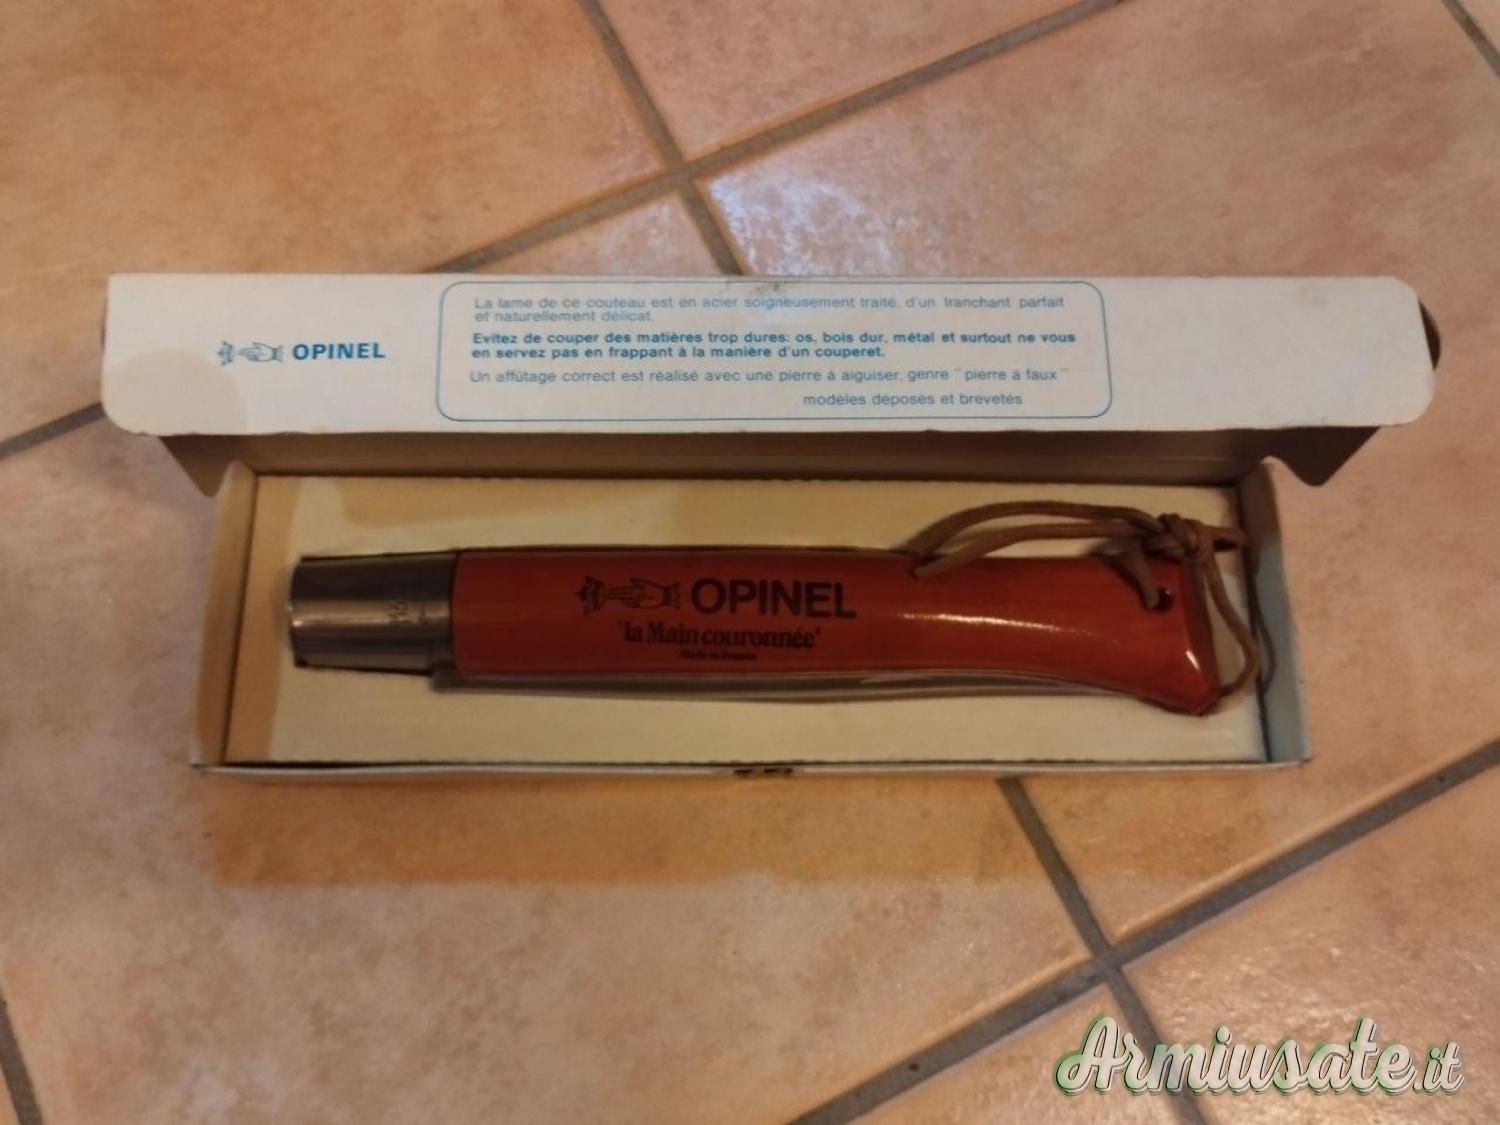 OPINEL
La lame de ce couteau est en acier soigneusement traité, d'un tranchant parfait
et naturellement délicat.
Evitez de couper des matières trop dures: os, bois dur, métal et surtout ne vous
en servez pas en frappant à la manière d'un couperet.
Un affûtage correct est réalisé avec une pierre à aiguiser, genre "pierre à faux"
modèles déposés et brevetés
OPINEL
"la Main couronnée"
Made in France
Armiusate.it